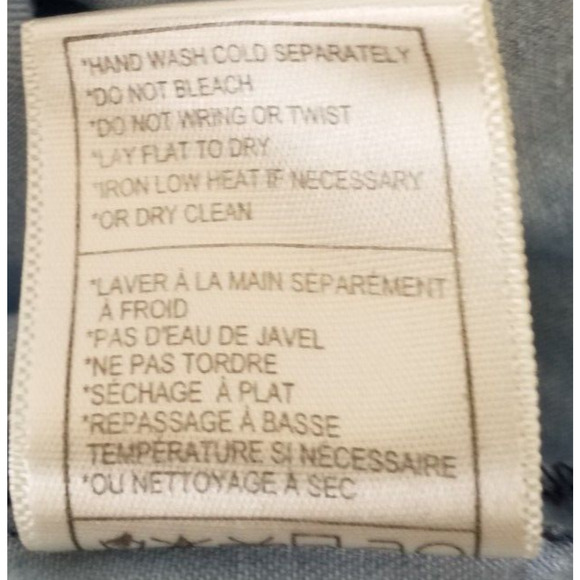 *HAND WASH COLD SEPARATELY
*DO NOT BLEACH
*DO NOT WRING OR TWIST
*LAY FLAT TO DRY
*IRON LOW HEAT IF NECESSARY
*OR DRY CLEAN
*LAVER À LA MAIN SÉPARÉMENT
À FROID
*PAS D'EAU DE JAVEL
*NE PAS TORDRE
*SÉCHAGE À PLAT
*REPASSAGE À BASSE
TEMPÉRATURE SI NÉCESSAIRE
*OU NETTOYAGE À SEC